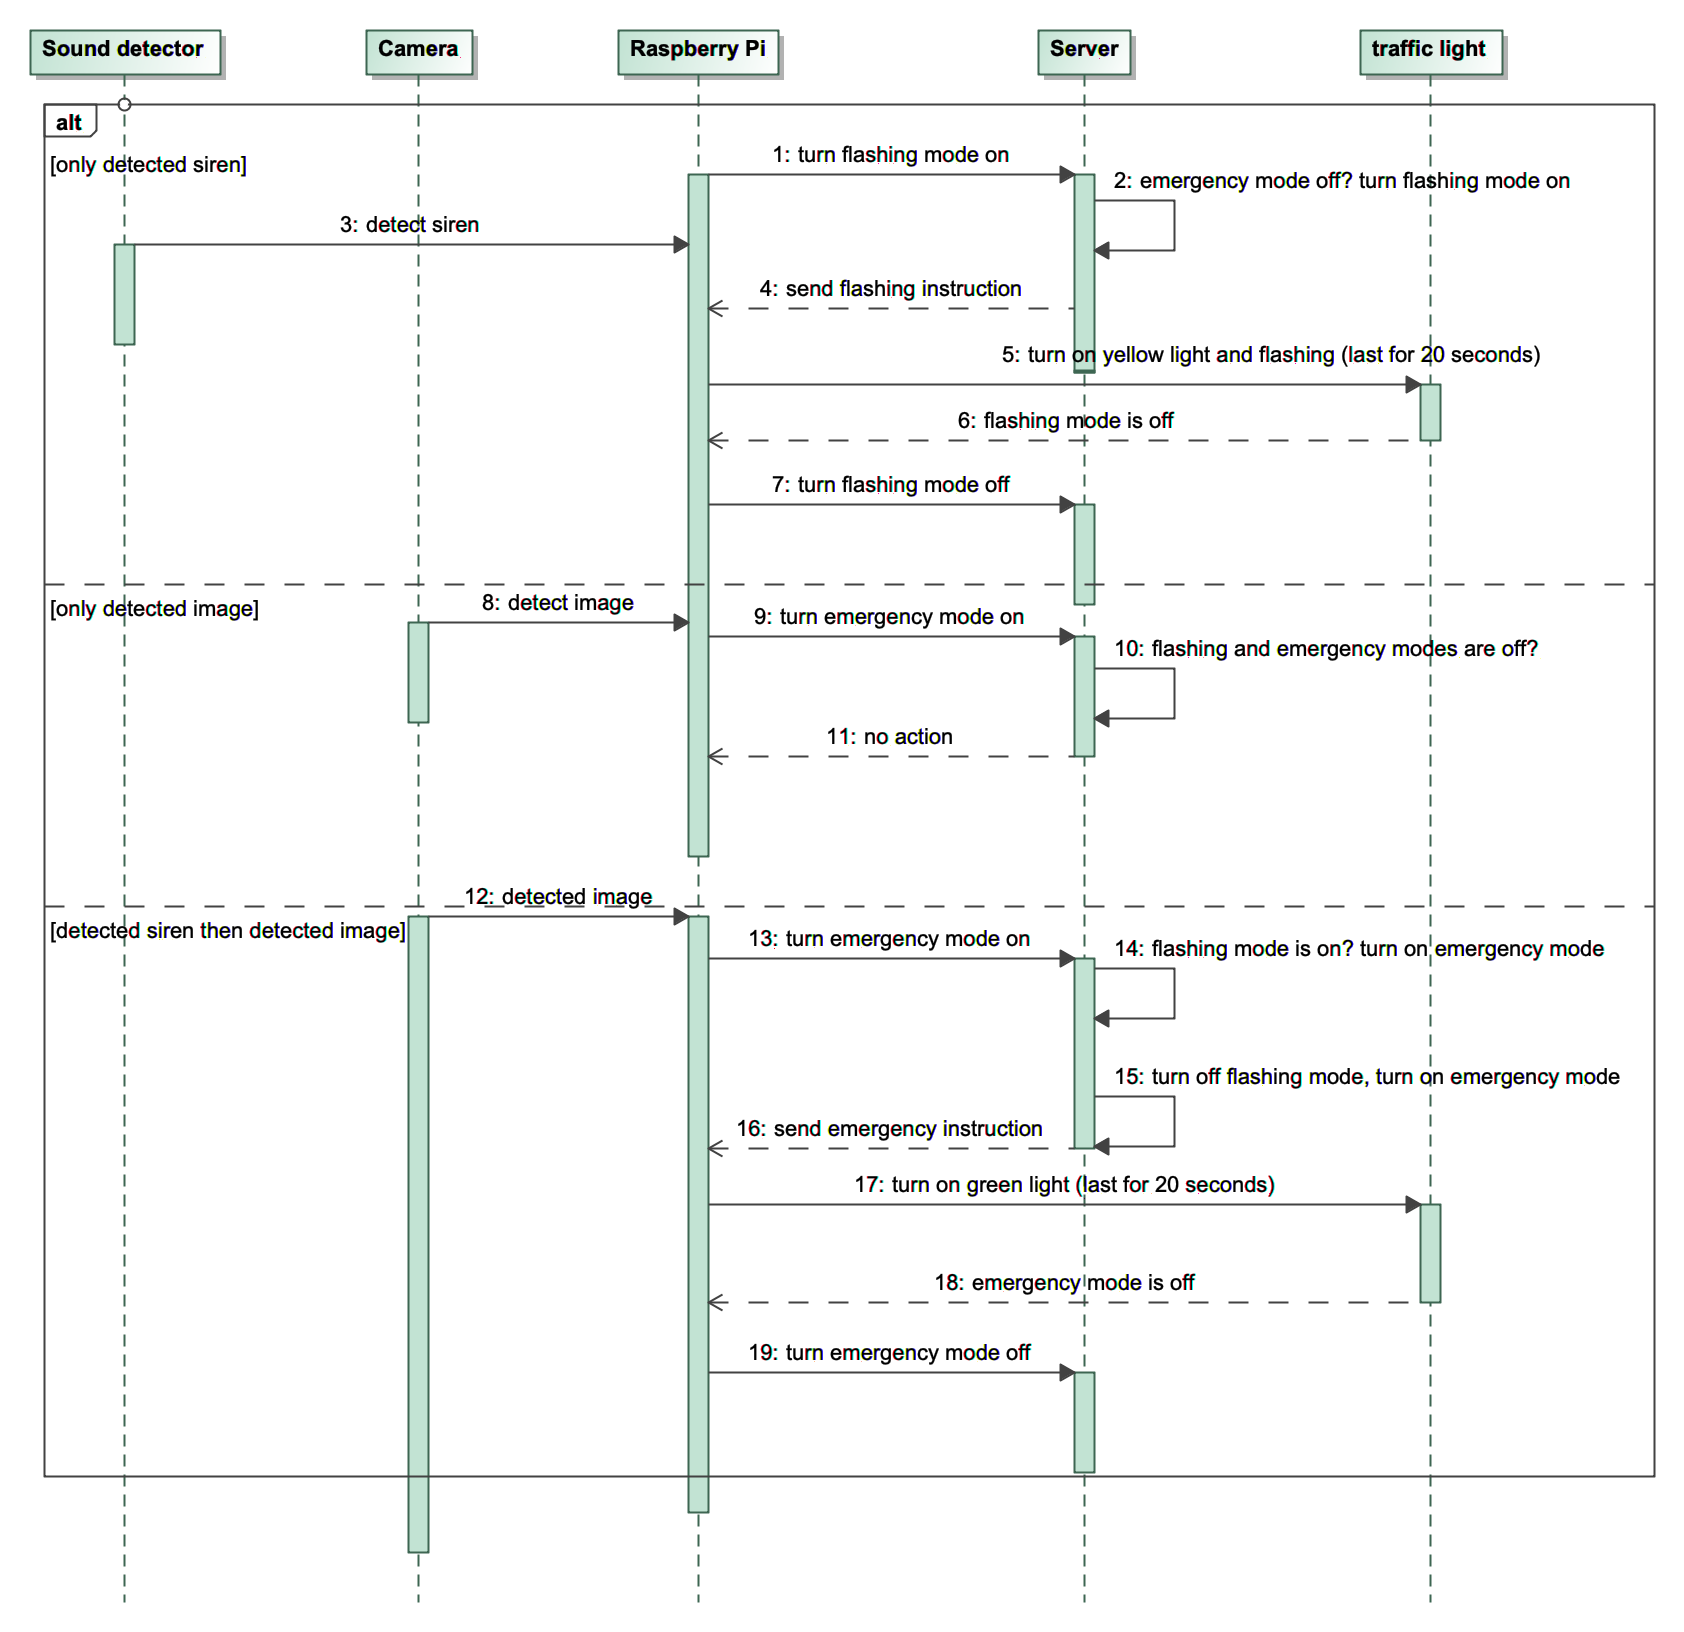 Sound detector
Camera
Raspberry Pi
Server
traffic light
alt
[only detected siren]
1: turn flashing mode on
2: emergency mode off? turn flashing mode on
3: detect siren
4: send flashing instruction
5: turn on yellow light and flashing (last for 20 seconds)
6: flashing mode is off
7: turn flashing mode off
[only detected image]
8: detect image
9: turn emergency mode on
10: flashing and emergency modes are off?
11: no action
12: detected image
[detected siren then detected image]
13: turn emergency mode on
14: flashing mode is on? turn on emergency mode
15: turn off flashing mode, turn on emergency mode
16: send emergency instruction
17: turn on green light (last for 20 seconds)
18: emergency mode is off
19: turn emergency mode off